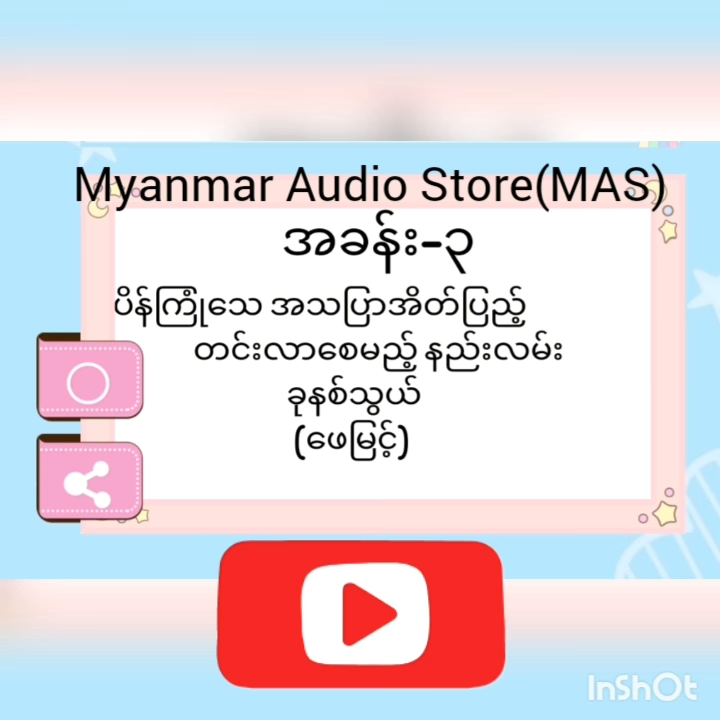 Myanmar Audio Store(MAS)
အခန်း-၃
ပိန်ကြုံသေ အသပြာအိတ်ပြည့်
တင်းလာစေမည့် နည်းလမ်း
ခုနစ်သွယ်
(ဖေမြင့်)
InShOt